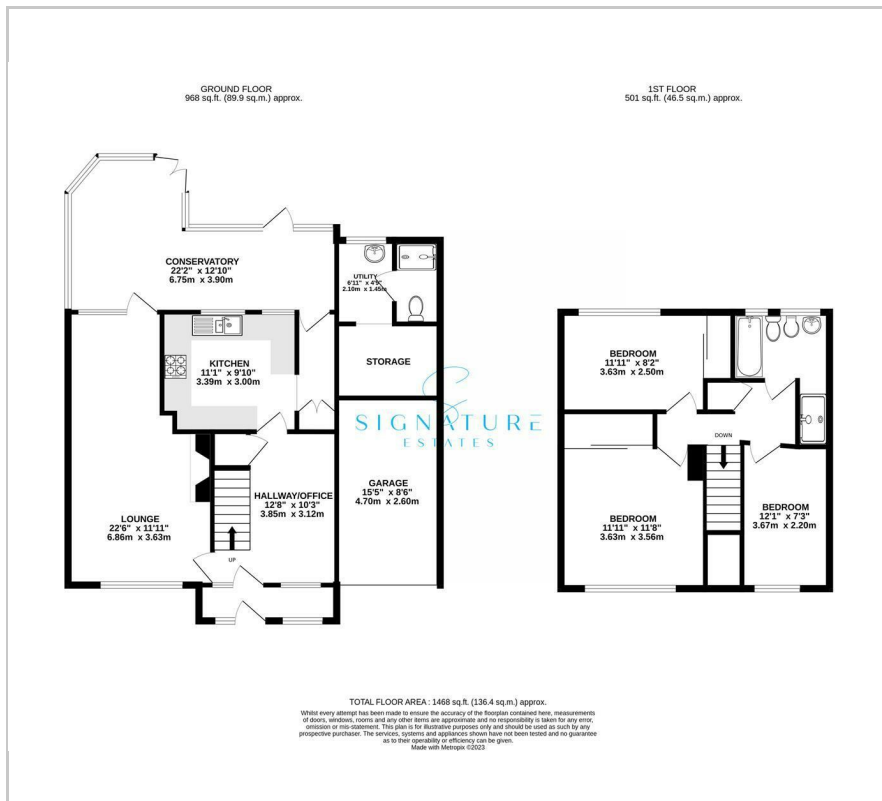 GROUND FLOOR
968 sq.ft. (89.9 sq.m.) approx.
1ST FLOOR
501 sq.ft. (46.5 sq.m.) approx.
CONSERVATORY
22'2" x 12'10"
6.75m x 3.90m
UTILITY
6'11" x 4'9"
2.10m x 1.45m
KITCHEN
11'1" x 9'10"
3.39m x 3.00m
STORAGE
BEDROOM
11'11" x 8'2"
3.63m x 2.50m
SIGNATURE
ESTATES
DOWN
HALLWAY/OFFICE
12'8" x 10'3"
3.85m x 3.12m
GARAGE
15'5" x 8'6"
4.70m x 2.60m
LOUNGE
22'6" x 11'11"
6.86m x 3.63m
UP
BEDROOM
11'11" x 11'8"
3.63m x 3.56m
BEDROOM
12'1" x 7'3"
3.67m x 2.20m
TOTAL FLOOR AREA : 1468 sq.ft. (136.4 sq.m.) approx.
Whilst every attempt has been made to ensure the accuracy of the floorplan contained here, measurements
of doors, windows, rooms and any other items are approximate and no responsibility is taken for any error,
omission or mis-statement. This plan is for illustrative purposes only and should be used as such by any
prospective purchaser. The services, systems and appliances shown have not been tested and no guarantee
as to their operability or efficiency can be given.
Made with Metropix ©2023